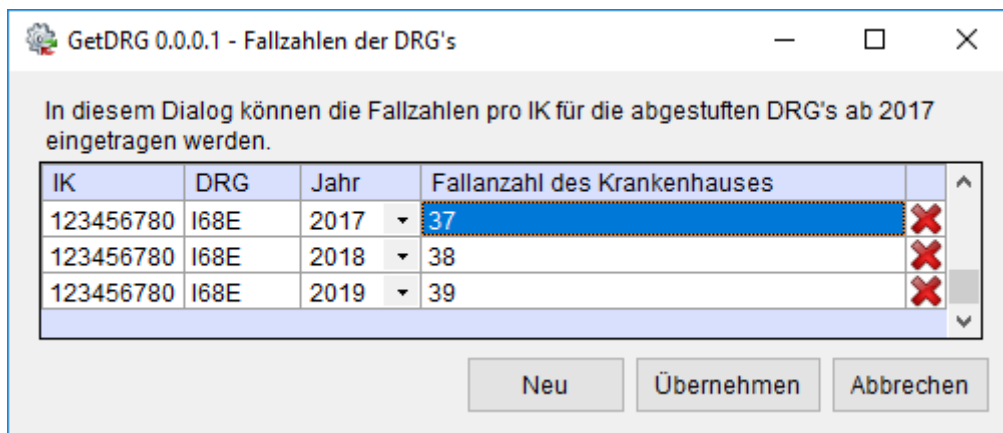 GetDRG 0.0.0.1 - Fallzahlen der DRG's
In diesem Dialog können die Fallzahlen pro IK für die abgestuften DRG's ab 2017
eingetragen werden.
IK DRG Jahr Fallanzahl des Krankenhauses
123456780 I68E 2017 37
123456780 I68E 2018 38
123456780 I68E 2019 39
Neu Übernehmen Abbrechen